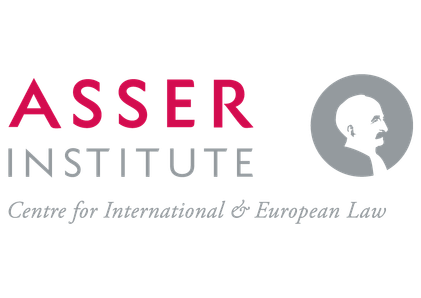 ASSER
INSTITUTE
Centre for International & European Law